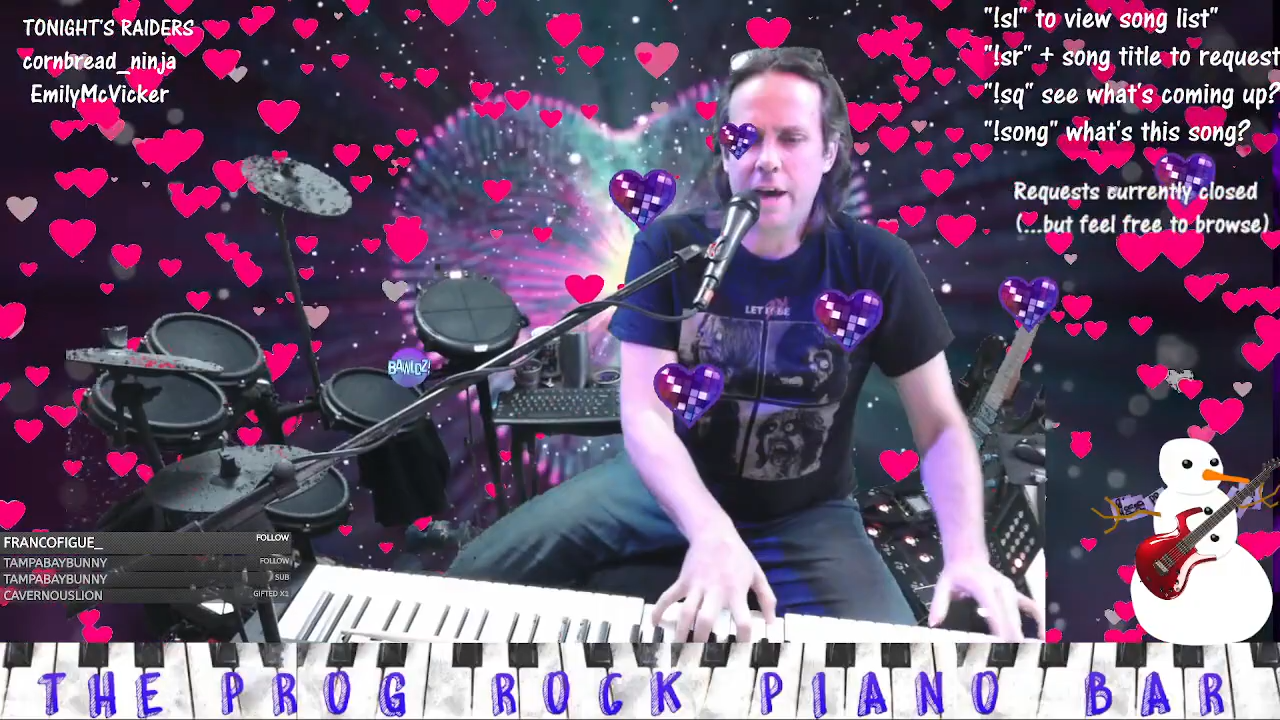 TONIGHT'S RAIDERS
cornbread_ninja
EmilyMcVicker
"!sl" to view song list"
"!sr" + song title to request
"!sq" see what's coming up?
"!song" what's this song?
Requests currently closed
(...but feel free to browse)
LET IT BE
BAWLDZ!
FRANCOFIGUE_ FOLLOW
TAMPABAYBUNNY FOLLOW
TAMPABAYBUNNY SUB
CAVERNOUSLION GIFTED X1
THE PROG ROCK PIANO BAR